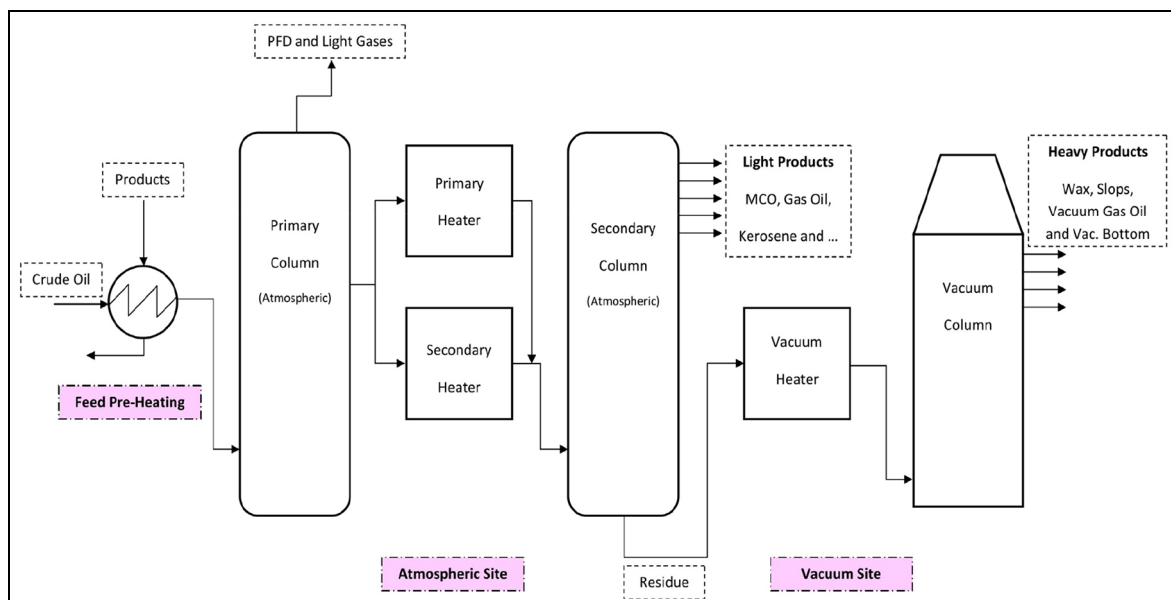 PFD and Light Gases
Products
Crude Oil
Feed Pre-Heating
Primary
Column
(Atmospheric)
Primary
Heater
Secondary
Heater
Atmospheric Site
Secondary
Column
(Atmospheric)
Light Products
MCO, Gas Oil,
Kerosene and ...
Residue
Vacuum
Heater
Vacuum Site
Vacuum
Column
Heavy Products
Wax, Slops,
Vacuum Gas Oil
and Vac. Bottom